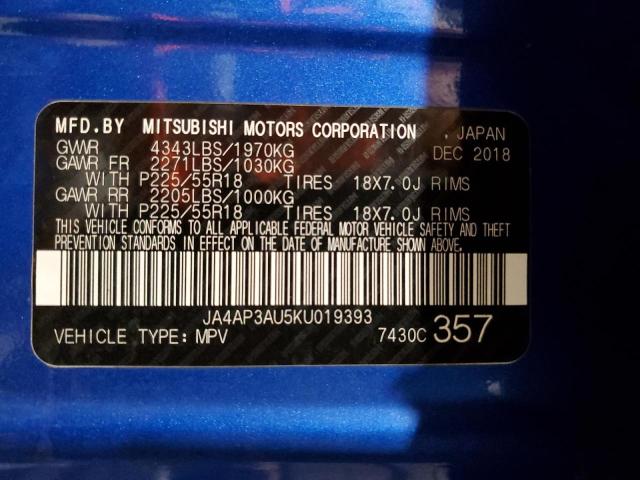 MFD.BY MITSUBISHI MOTORS CORPORATION , JAPAN
GVWR 4343LBS/1970KG DEC 2018
GAWR FR 2271LBS/1030KG
WITH P225/55R18 TIRES 18X7.0J RIMS
GAWR RR 2205LBS/1000KG
WITH P225/55R18 TIRES 18X7.0J RIMS
THIS VEHICLE CONFORMS TO ALL APPLICABLE FEDERAL MOTOR VEHICLE SAFETY AND THEFT
PREVENTION STANDARDS IN EFFECT ON THE DATE OF MANUFACTURE SHOWN ABOVE.
JA4AP3AU5KU019393
VEHICLE TYPE:MPV 7430C 357